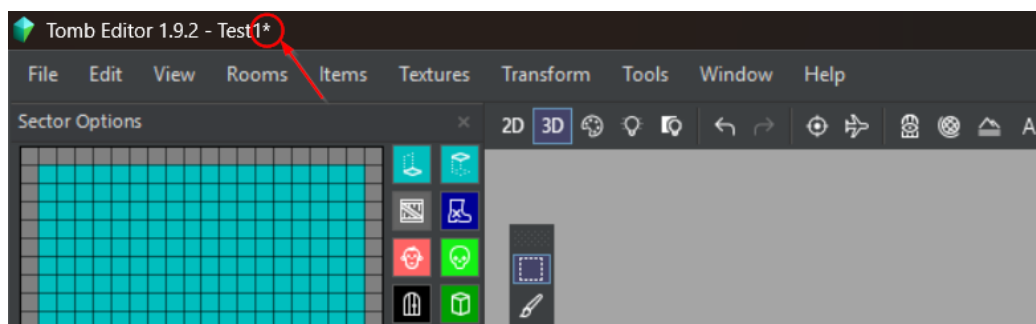 Tomb Editor 1.9.2 - Test1*
File Edit View Rooms Items Textures Transform Tools Window Help
Sector Options
2D 3D A